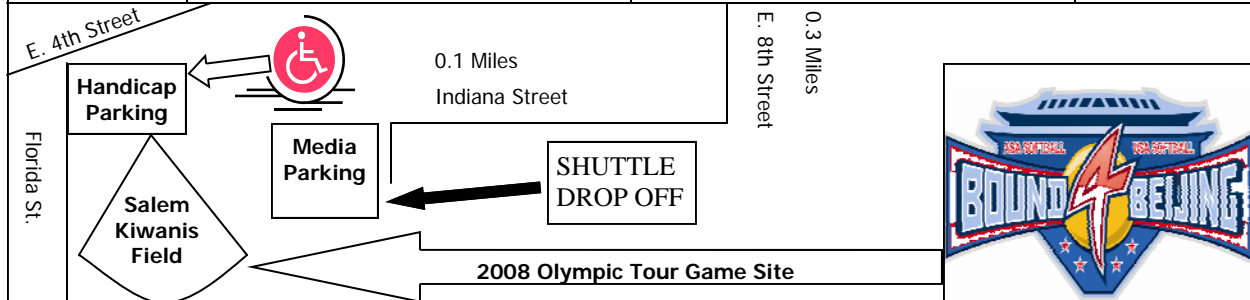 E. 4th Street
Handicap
Parking
0.1 Miles
Indiana Street
E. 8th Street
0.3 Miles
Florida St.
Media
Parking
SHUTTLE
DROP OFF
Salem
Kiwanis
Field
2008 Olympic Tour Game Site
ASA SOFTBALL
USA SOFTBALL
BOUND 4 BEIJING